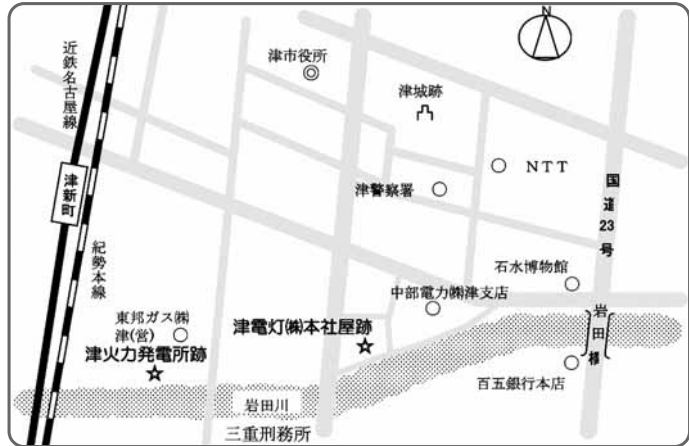 N
近鉄名古屋線
津市役所
津城跡
津新町
NTT
津警察署
国道23号
紀勢本線
石水博物館
中部電力㈱津支店
東邦ガス㈱
津(営)
津電灯㈱本社屋跡
岩田橋
津火力発電所跡
百五銀行本店
岩田川
三重刑務所